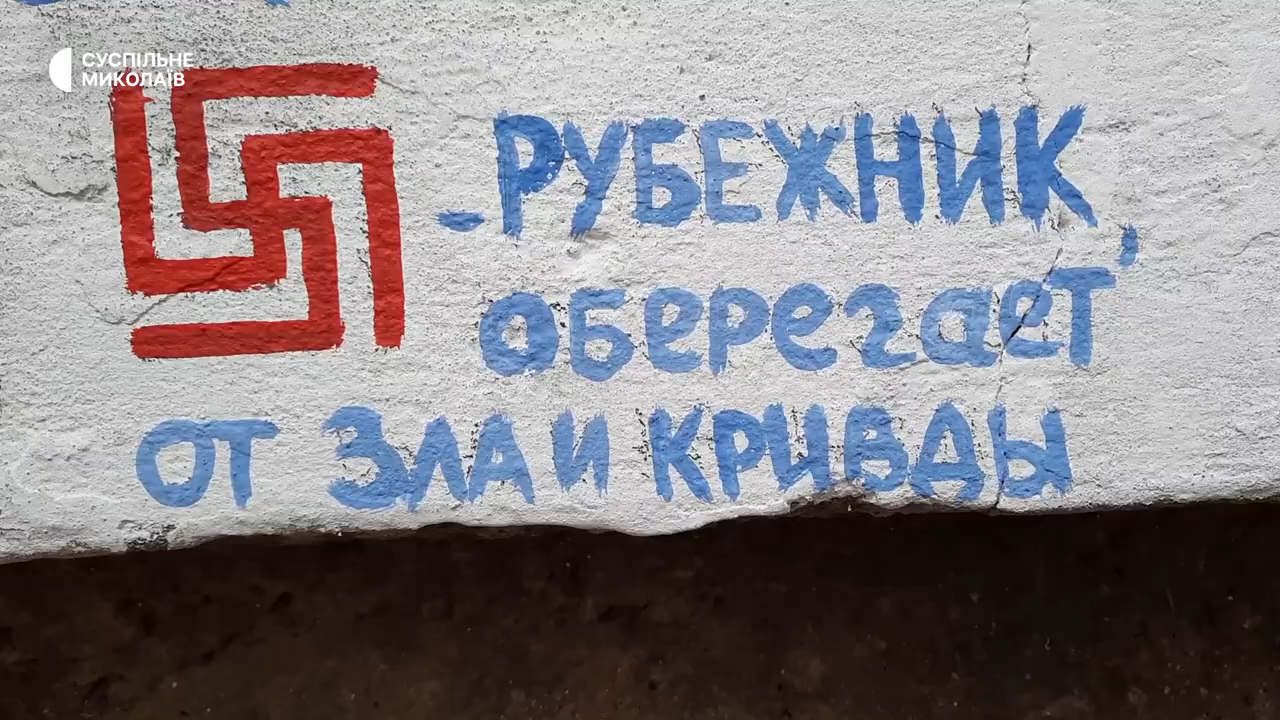 СУСПІЛЬНЕ
МИКОЛАЇВ
- РУБЕЖНИК,
оБерегает
от Зла и КРИВДЫ